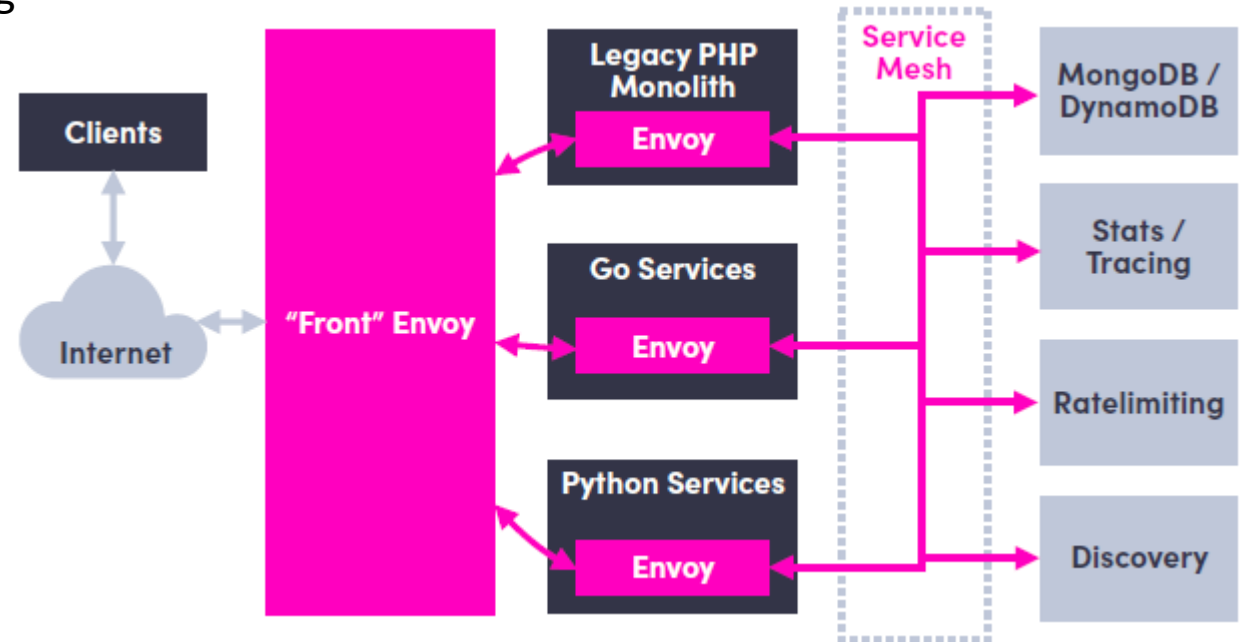 g
Clients
Internet
“Front” Envoy
Legacy PHP
Monolith
Envoy
Go Services
Envoy
Python Services
Envoy
Service
Mesh
MongoDB /
DynamoDB
Stats /
Tracing
Ratelimiting
Discovery